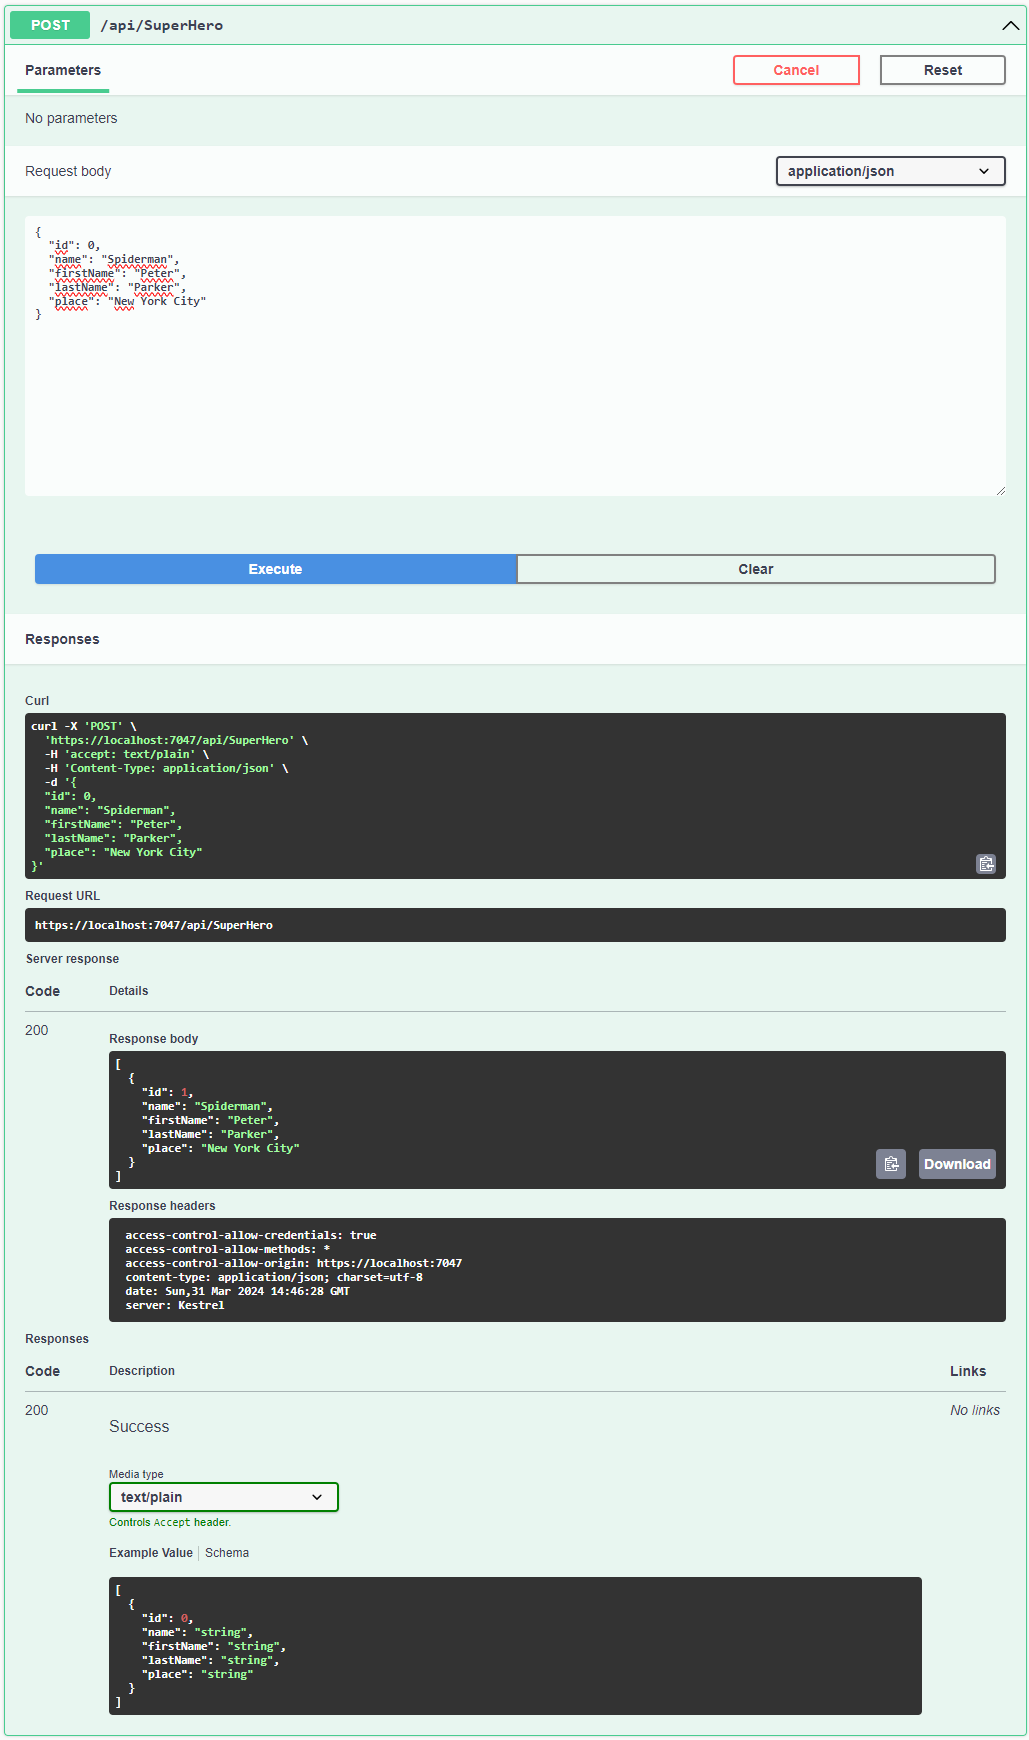 POST /api/SuperHero
Parameters Cancel Reset
No parameters
Request body application/json
{
  "id": 0,
  "name": "Spiderman",
  "firstName": "Peter",
  "lastName": "Parker",
  "place": "New York City"
}
Execute Clear
Responses
Curl
curl -X 'POST' \
  'https://localhost:7047/api/SuperHero' \
  -H 'accept: text/plain' \
  -H 'Content-Type: application/json' \
  -d '{
  "id": 0,
  "name": "Spiderman",
  "firstName": "Peter",
  "lastName": "Parker",
  "place": "New York City"
}'
Request URL
https://localhost:7047/api/SuperHero
Server response
Code Details
200
Response body
[
  {
    "id": 1,
    "name": "Spiderman",
    "firstName": "Peter",
    "lastName": "Parker",
    "place": "New York City"
  }
]
Download
Response headers
access-control-allow-credentials: true
access-control-allow-methods: *
access-control-allow-origin: https://localhost:7047
content-type: application/json; charset=utf-8
date: Sun,31 Mar 2024 14:46:28 GMT
server: Kestrel
Responses
Code Description Links
200 No links
Success
Media type
text/plain
Controls Accept header.
Example Value Schema
[
  {
    "id": 0,
    "name": "string",
    "firstName": "string",
    "lastName": "string",
    "place": "string"
  }
]